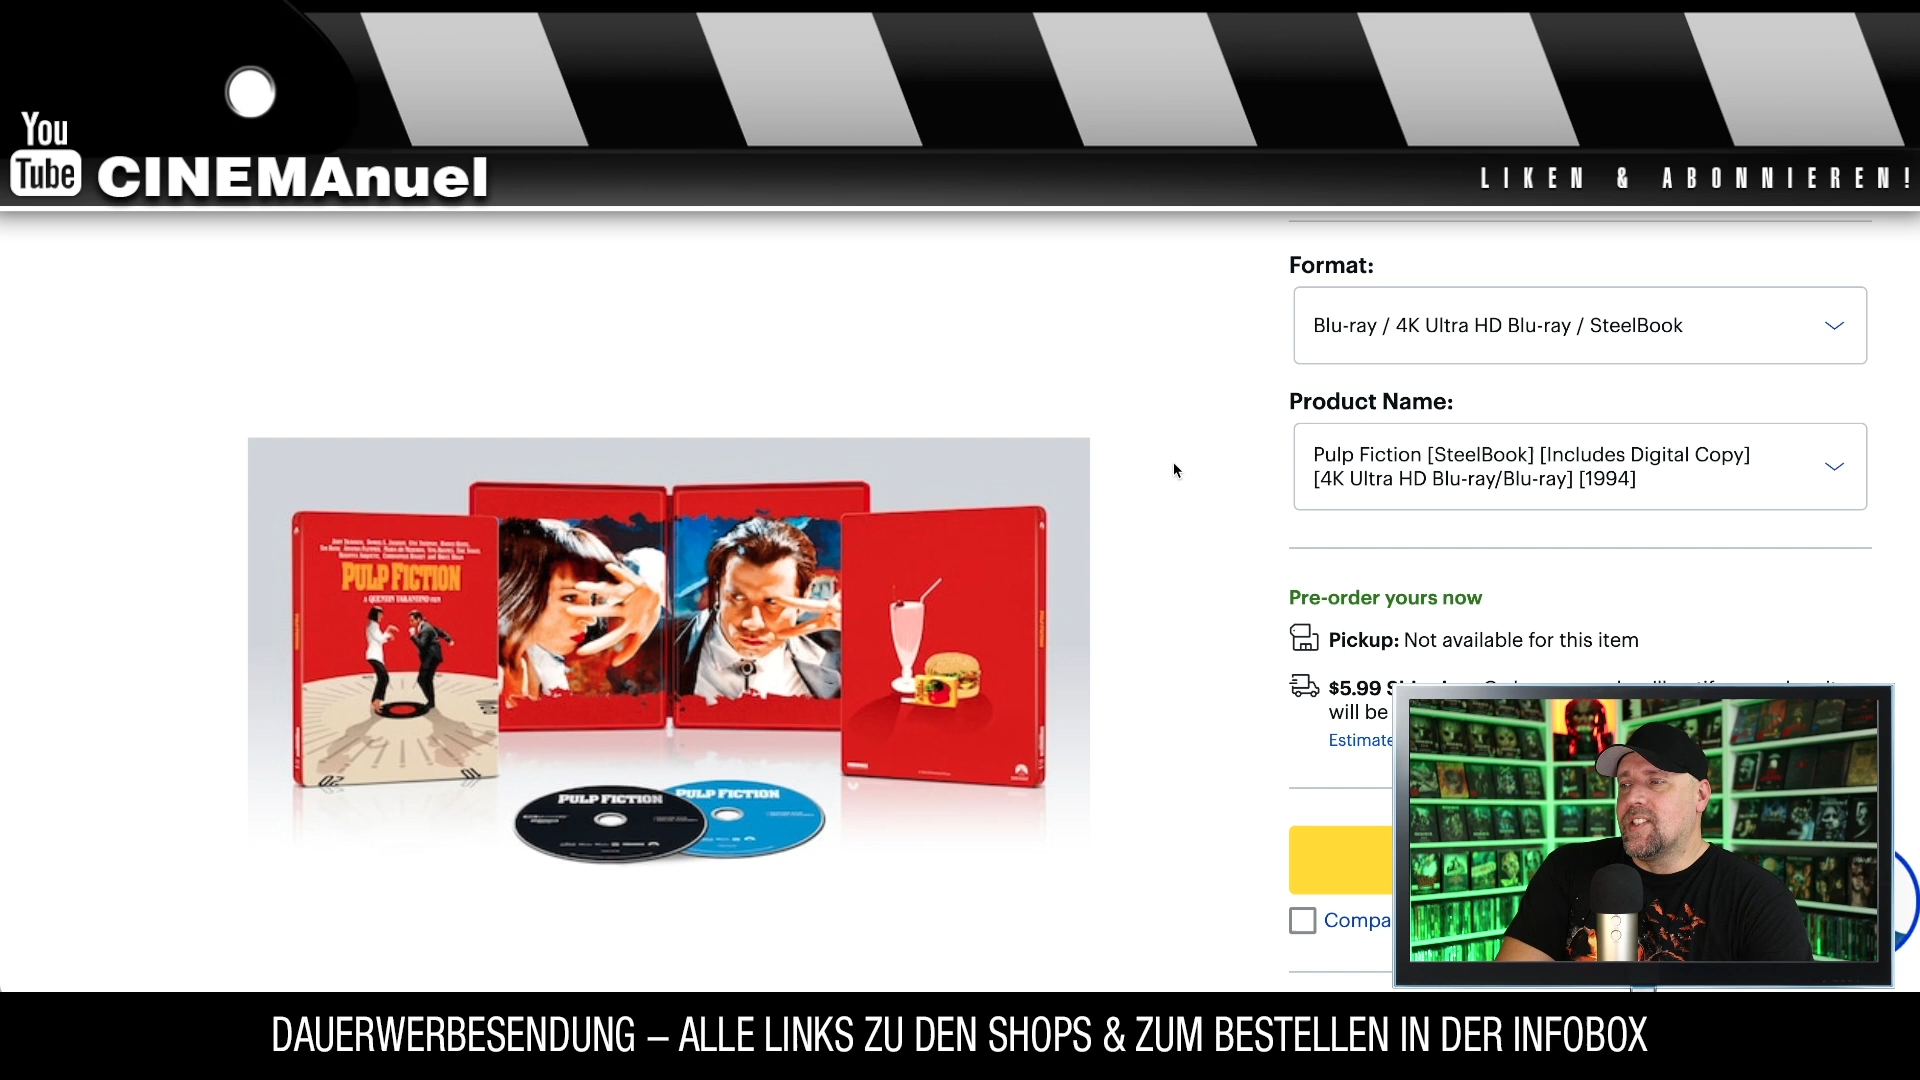 You
Tube
CINEMAnuel
LIKEN & ABONNIEREN!
Format:
Blu-ray / 4K Ultra HD Blu-ray / SteelBook
Product Name:
Pulp Fiction [SteelBook] [Includes Digital Copy]
[4K Ultra HD Blu-ray/Blu-ray] [1994]
Pre-order yours now
Pickup: Not available for this item
$5.99
will be
Estimate
Compa
PULP FICTION
A QUENTIN TARANTINO FILM
PULP FICTION
PULP FICTION
DAUERWERBESENDUNG – ALLE LINKS ZU DEN SHOPS & ZUM BESTELLEN IN DER INFOBOX